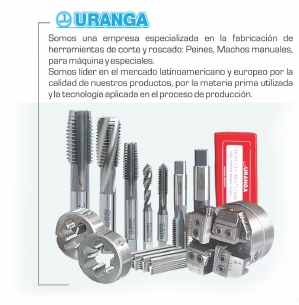 URANGA
Somos una empresa especializada en la fabricación de
herramientas de corte y roscado: Peines, Machos manuales,
para máquina y especiales.
Somos líder en el mercado latinoamericano y europeo por la
calidad de nuestros productos, por la materia prima utilizada
y la tecnología aplicada en el proceso de producción.
URANGA